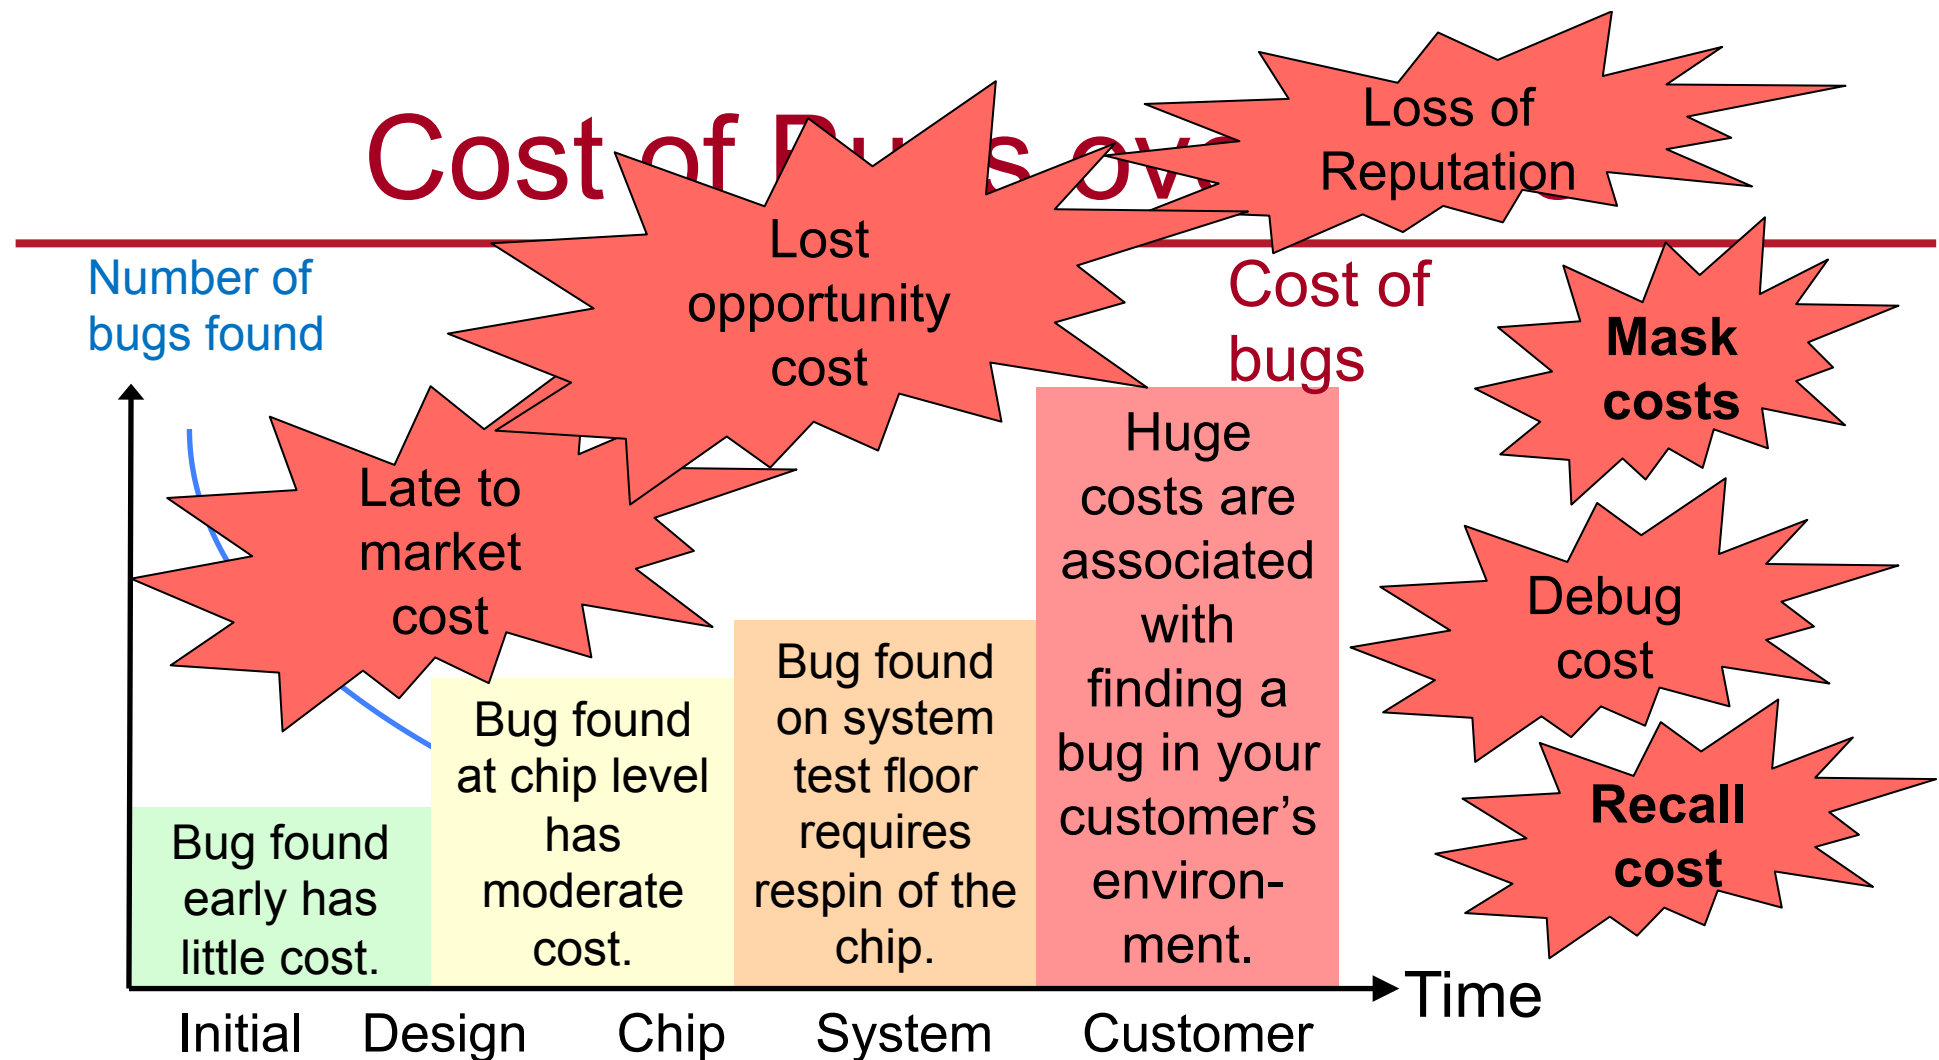 Cost of
Loss of
Reputation
Number of
bugs found
Lost
opportunity
cost
Cost of
bugs
Mask
costs
Late to
market
cost
Huge
costs are
associated
with
finding a
bug in your
customer’s
environ-
ment.
Debug
cost
Bug found
on system
test floor
requires
respin of the
chip.
Bug found
at chip level
has
moderate
cost.
Recall
cost
Bug found
early has
little cost.
Time
Initial Design Chip System Customer